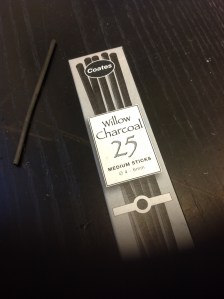 Coates
Willow
Charcoal
25
MEDIUM STICKS
Ø 4 - 6mm